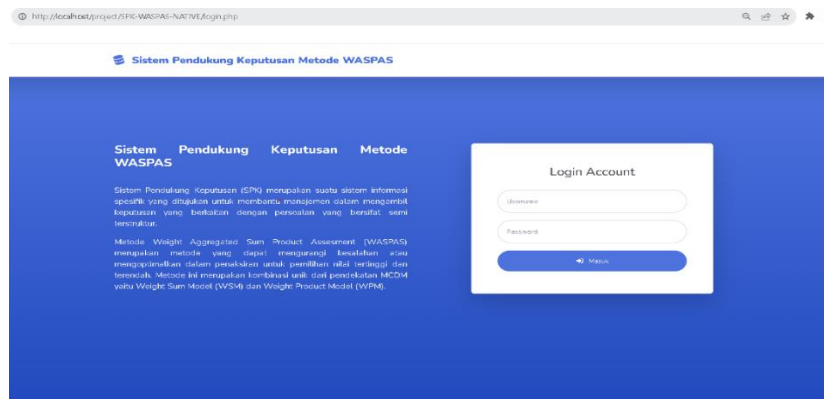 http://localhost/project/SPK-WASPAS-NATIVE/login.php
Sistem Pendukung Keputusan Metode WASPAS
Sistem Pendukung Keputusan Metode
WASPAS
Sistem Pendukung Keputusan (SPK) merupakan suatu sistem informasi
spesifik yang ditujukan untuk membantu manajemen dalam mengambil
keputusan yang berkaitan dengan persoalan yang bersifat semi
terstruktur.
Metode Weight Aggregated Sum Product Assesment (WASPAS)
merupakan metode yang dapat mengurangi kesalahan atau
mengoptimalkan dalam penaksiran untuk pemilihan nilai tertinggi dan
terendah. Metode ini merupakan kombinasi unik dari pendekatan MCDM
yaitu Weight Sum Model (WSM) dan Weight Product Model (WPM).
Login Account
Username
Password
Masuk